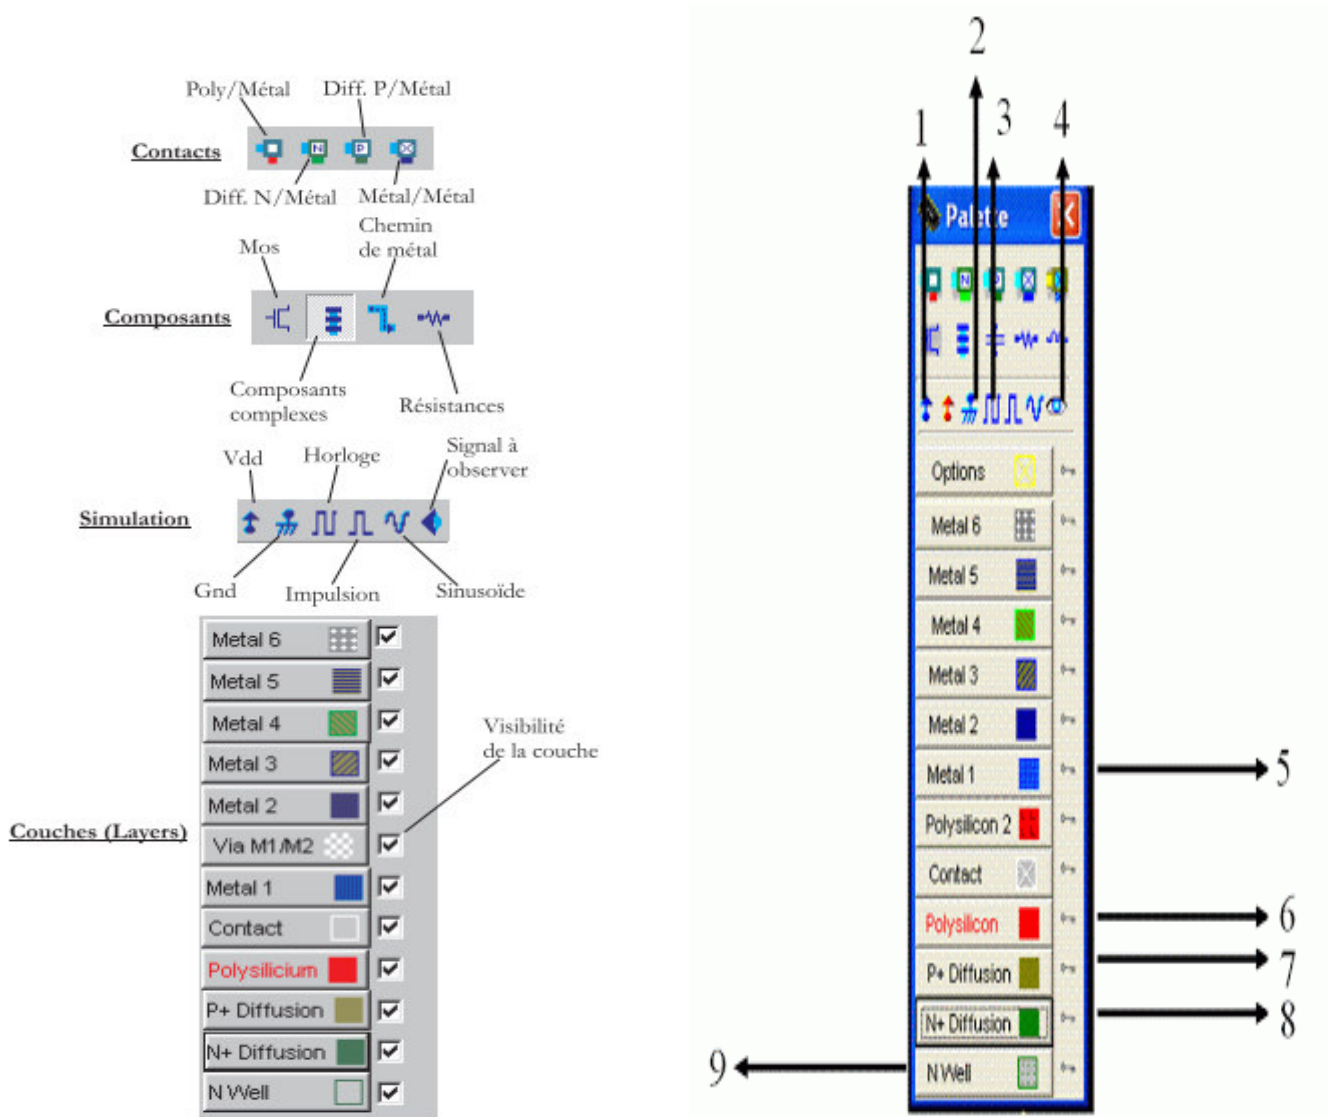 Poly/Métal
Diff. P/Métal
Contacts
N
P
Diff. N/Métal
Métal/Métal
Chemin
de métal
Mos
Composants
Composants
complexes
Résistances
Vdd
Horloge
Signal à
observer
Simulation
Gnd
Impulsion
Sinusoïde
Metal 6
Metal 5
Metal 4
Metal 3
Metal 2
Via M1/M2
Metal 1
Contact
Polysilicium
P+ Diffusion
N+ Diffusion
N Well
Visibilité
de la couche
Couches (Layers)
2
1
3
4
Palette
N
P
Options
Metal 6
Metal 5
Metal 4
Metal 3
Metal 2
Metal 1
5
Polysilicon 2
Contact
Polysilicon
6
P+ Diffusion
7
N+ Diffusion
8
9
N Well